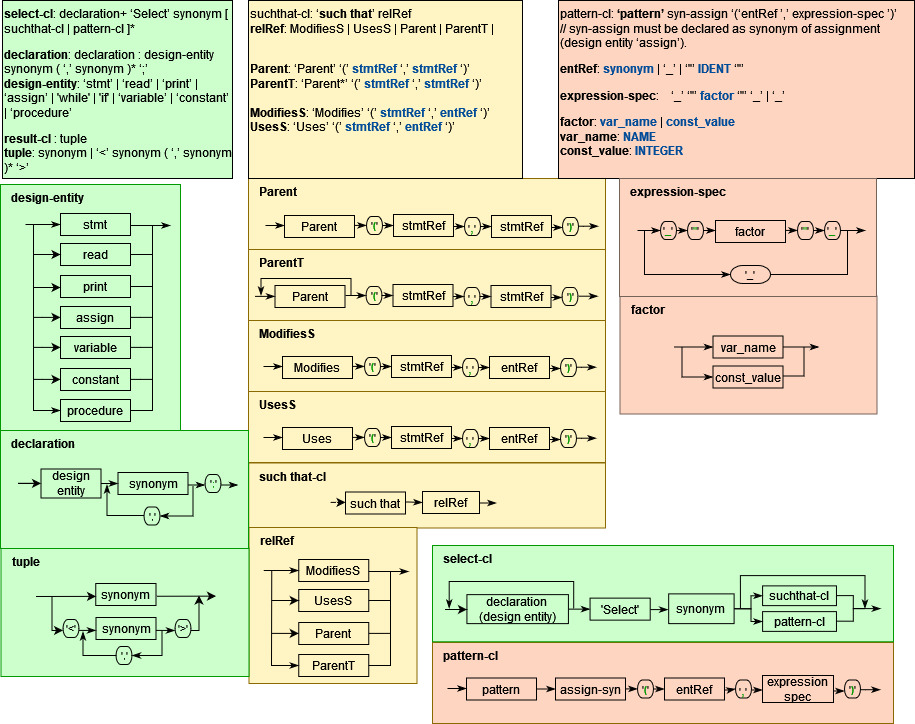 select-cl: declaration+ ‘Select’ synonym [
suchthat-cl | pattern-cl ]*
declaration: declaration : design-entity
synonym ( ‘,’ synonym )* ‘;’
design-entity: ‘stmt’ | ‘read’ | ‘print’ |
‘assign’ | 'while' | 'if' | ‘variable’ | ‘constant’
| ‘procedure’
result-cl : tuple
tuple: synonym | ‘<’ synonym ( ‘,’ synonym
)* ‘>’
suchthat-cl: ‘such that’ relRef
relRef: ModifiesS | UsesS | Parent | ParentT |
Parent: ‘Parent’ ‘(’ stmtRef ‘,’ stmtRef ‘)’
ParentT: ‘Parent*’ ‘(’ stmtRef ‘,’ stmtRef ‘)’
ModifiesS: ‘Modifies’ ‘(’ stmtRef ‘,’ entRef ‘)’
UsesS: ‘Uses’ ‘(’ stmtRef ‘,’ entRef ‘)’
pattern-cl: ‘pattern’ syn-assign ‘(‘entRef ’,’ expression-spec ’)’
// syn-assign must be declared as synonym of assignment
(design entity ‘assign’).
entRef: synonym | ‘_’ | ‘"’ IDENT ‘"’
expression-spec: ‘_’ ‘"’ factor ‘"’ ‘_’ | ‘_’
factor: var_name | const_value
var_name: NAME
const_value: INTEGER
design-entity
stmt
read
print
assign
variable
constant
procedure
declaration
design
entity
synonym
';'
','
tuple
synonym
'<'
synonym
'>'
','
Parent
Parent
'('
stmtRef
','
stmtRef
')'
ParentT
Parent
'('
stmtRef
','
stmtRef
')'
ModifiesS
Modifies
'('
stmtRef
','
entRef
')'
UsesS
Uses
'('
stmtRef
','
entRef
')'
such that-cl
such that
relRef
relRef
ModifiesS
UsesS
Parent
ParentT
expression-spec
'_'
'"'
factor
'"'
'_'
'_'
factor
var_name
const_value
select-cl
declaration
(design entity)
'Select'
synonym
suchthat-cl
pattern-cl
pattern-cl
pattern
assign-syn
'('
entRef
','
expression
spec
')'